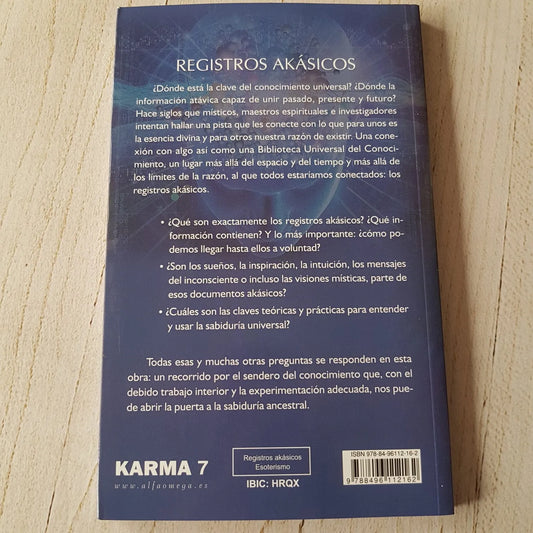 REGISTROS AKÁSICOS
¿Dónde está la clave del conocimiento universal? ¿Dónde la
información atávica capaz de unir pasado, presente y futuro?
Hace siglos que místicos, maestros espirituales e investigadores
intentan hallar una pista que les conecte con lo que para unos es
la esencia divina y para otros nuestra razón de existir. Una cone-
xión con algo así como una Biblioteca Universal del Conoci-
miento, un lugar más allá del espacio y del tiempo y más allá de
los límites de la razón, al que todos estaríamos conectados: los
registros akásicos.
• ¿Qué son exactamente los registros akásicos? ¿Qué in-
formación contienen? Y lo más importante: ¿cómo po-
demos llegar hasta ellos a voluntad?
• ¿Son los sueños, la inspiración, la intuición, los mensajes
del inconsciente o incluso las visiones místicas, parte de
esos documentos akásicos?
• ¿Cuáles son las claves teóricas y prácticas para entender
y usar la sabiduría universal?
Todas esas y muchas otras preguntas se responden en esta
obra: un recorrido por el sendero del conocimiento que, con el
debido trabajo interior y la experimentación adecuada, nos pue-
de abrir la puerta a la sabiduría ancestral.
KARMA 7
www.alfaomega.es
Registros akásicos
Esoterismo
IBIC: HRQX
ISBN 978-84-96112-16-2
9 788496 112162